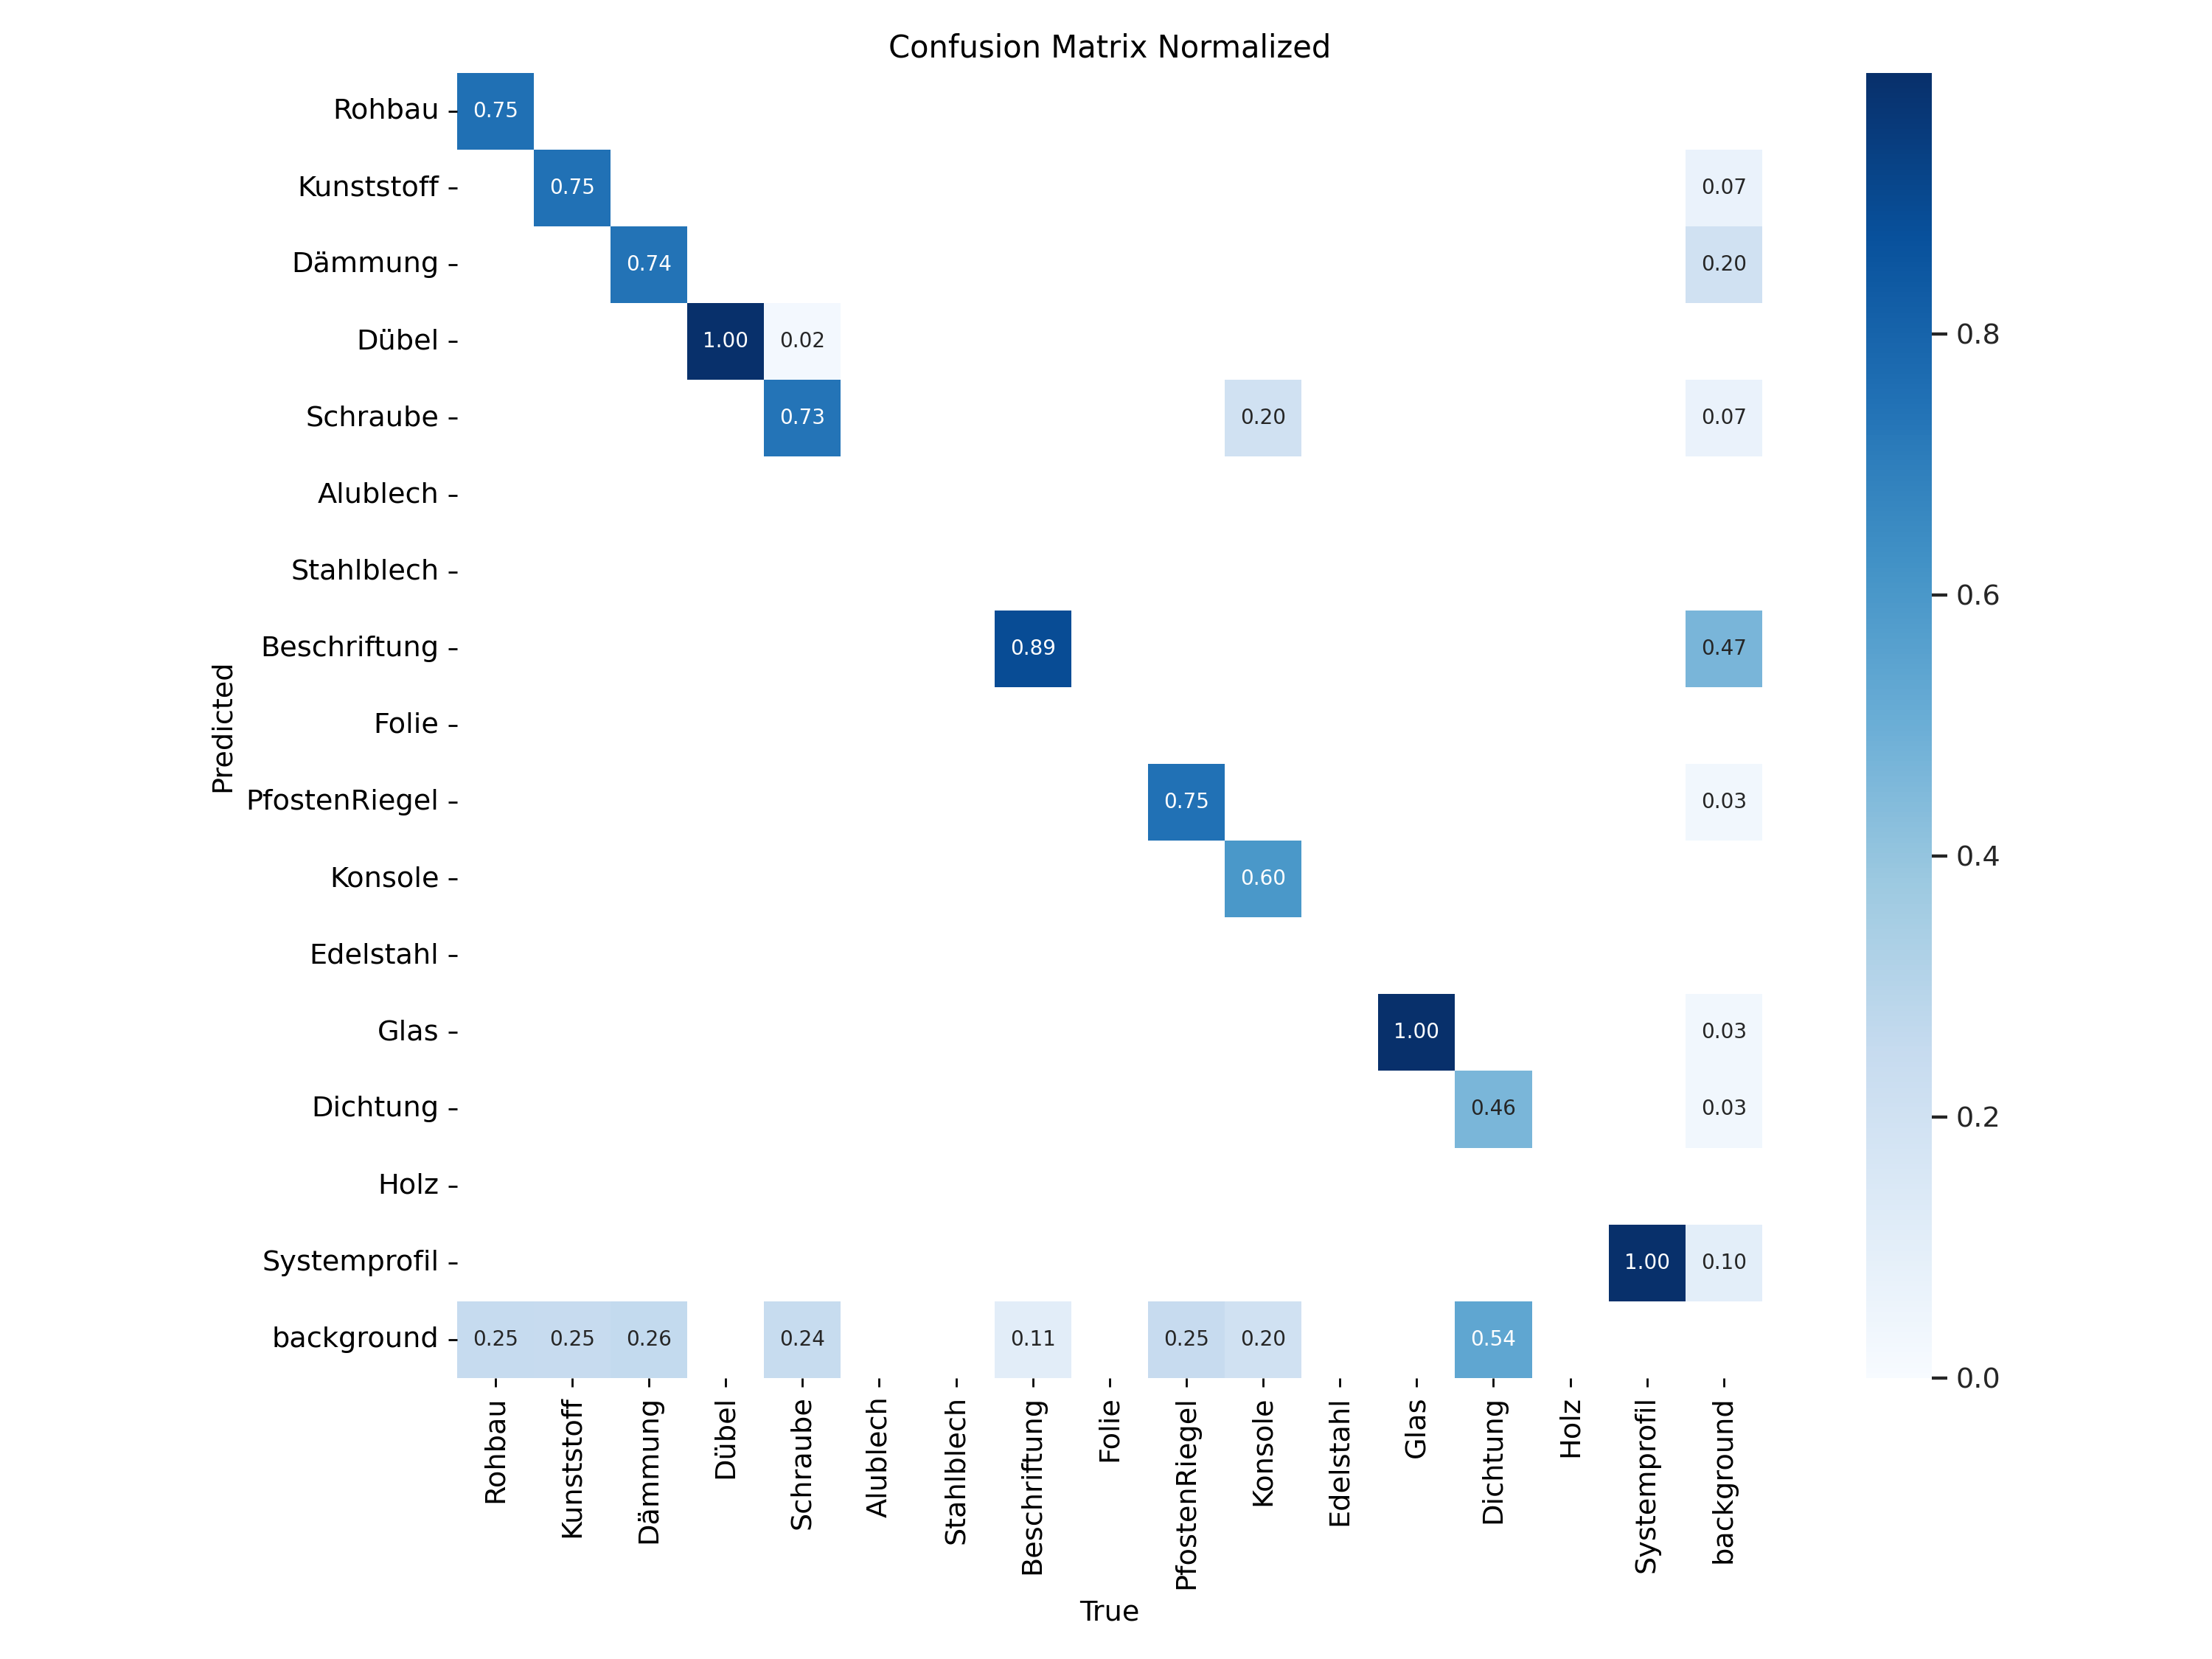 Confusion Matrix Normalized
Rohbau 0.75
Kunststoff 0.75 0.07
Dämmung 0.74 0.20
Dübel 1.00 0.02
Schraube 0.73 0.20 0.07
Alublech
Stahlblech
Beschriftung 0.89 0.47
Folie
PfostenRiegel 0.75 0.03
Konsole 0.60
Edelstahl
Glas 1.00 0.03
Dichtung 0.46 0.03
Holz
Systemprofil 1.00 0.10
background 0.25 0.25 0.26 0.24 0.11 0.25 0.20 0.54
Predicted
Rohbau
Kunststoff
Dämmung
Dübel
Schraube
Alublech
Stahlblech
Beschriftung
Folie
PfostenRiegel
Konsole
Edelstahl
Glas
Dichtung
Holz
Systemprofil
background
True
0.8
0.6
0.4
0.2
0.0